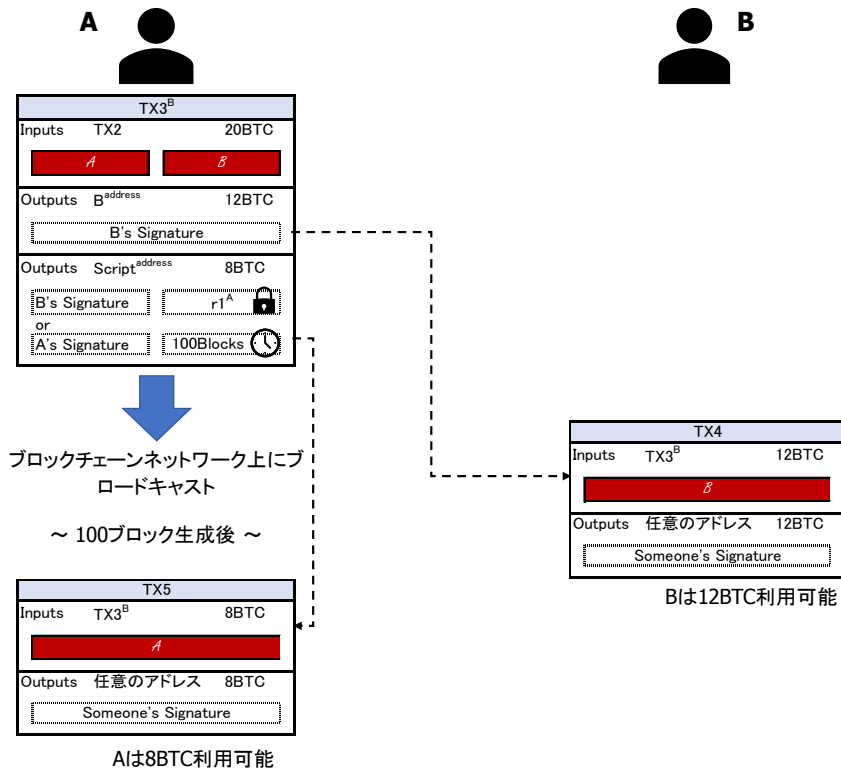 A
B
TX3ᴮ
Inputs TX2 20BTC
A B
Outputs Bᵃᵈᵈʳᵉˢˢ 12BTC
B's Signature
Outputs Scriptᵃᵈᵈʳᵉˢˢ 8BTC
B's Signature r1ᴬ
or
A's Signature 100Blocks
ブロックチェーンネットワーク上にブ
ロードキャスト
～ 100ブロック生成後 ～
TX4
Inputs TX3ᴮ 12BTC
B
Outputs 任意のアドレス 12BTC
Someone's Signature
Bは12BTC利用可能
TX5
Inputs TX3ᴮ 8BTC
A
Outputs 任意のアドレス 8BTC
Someone's Signature
Aは8BTC利用可能